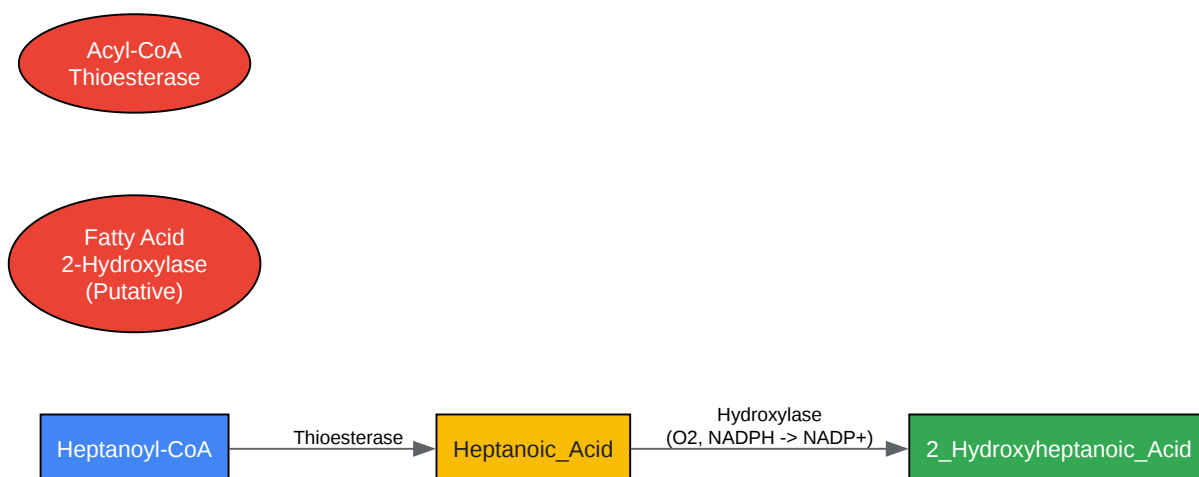 Acyl-CoA
Thioesterase
Fatty Acid
2-Hydroxylase
(Putative)
Heptanoyl-CoA
Thioesterase
Heptanoic_Acid
Hydroxylase
(O2, NADPH -> NADP+)
2_Hydroxyheptanoic_Acid